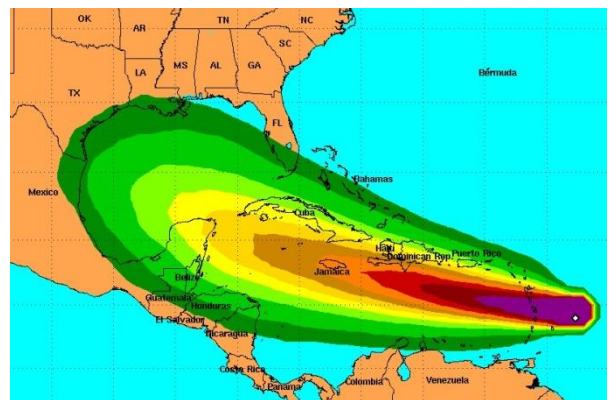 OK
TN
NC
AR
SC
MS
AL
GA
LA
TX
FL
Bermuda
Bahamas
Mexico
Cuba
Haiti
Dominican Rep.
Puerto Rico
Jamaica
Belize
Guatemala
Honduras
El Salvador
Nicaragua
Costa Rica
Panama
Colombia
Venezuela